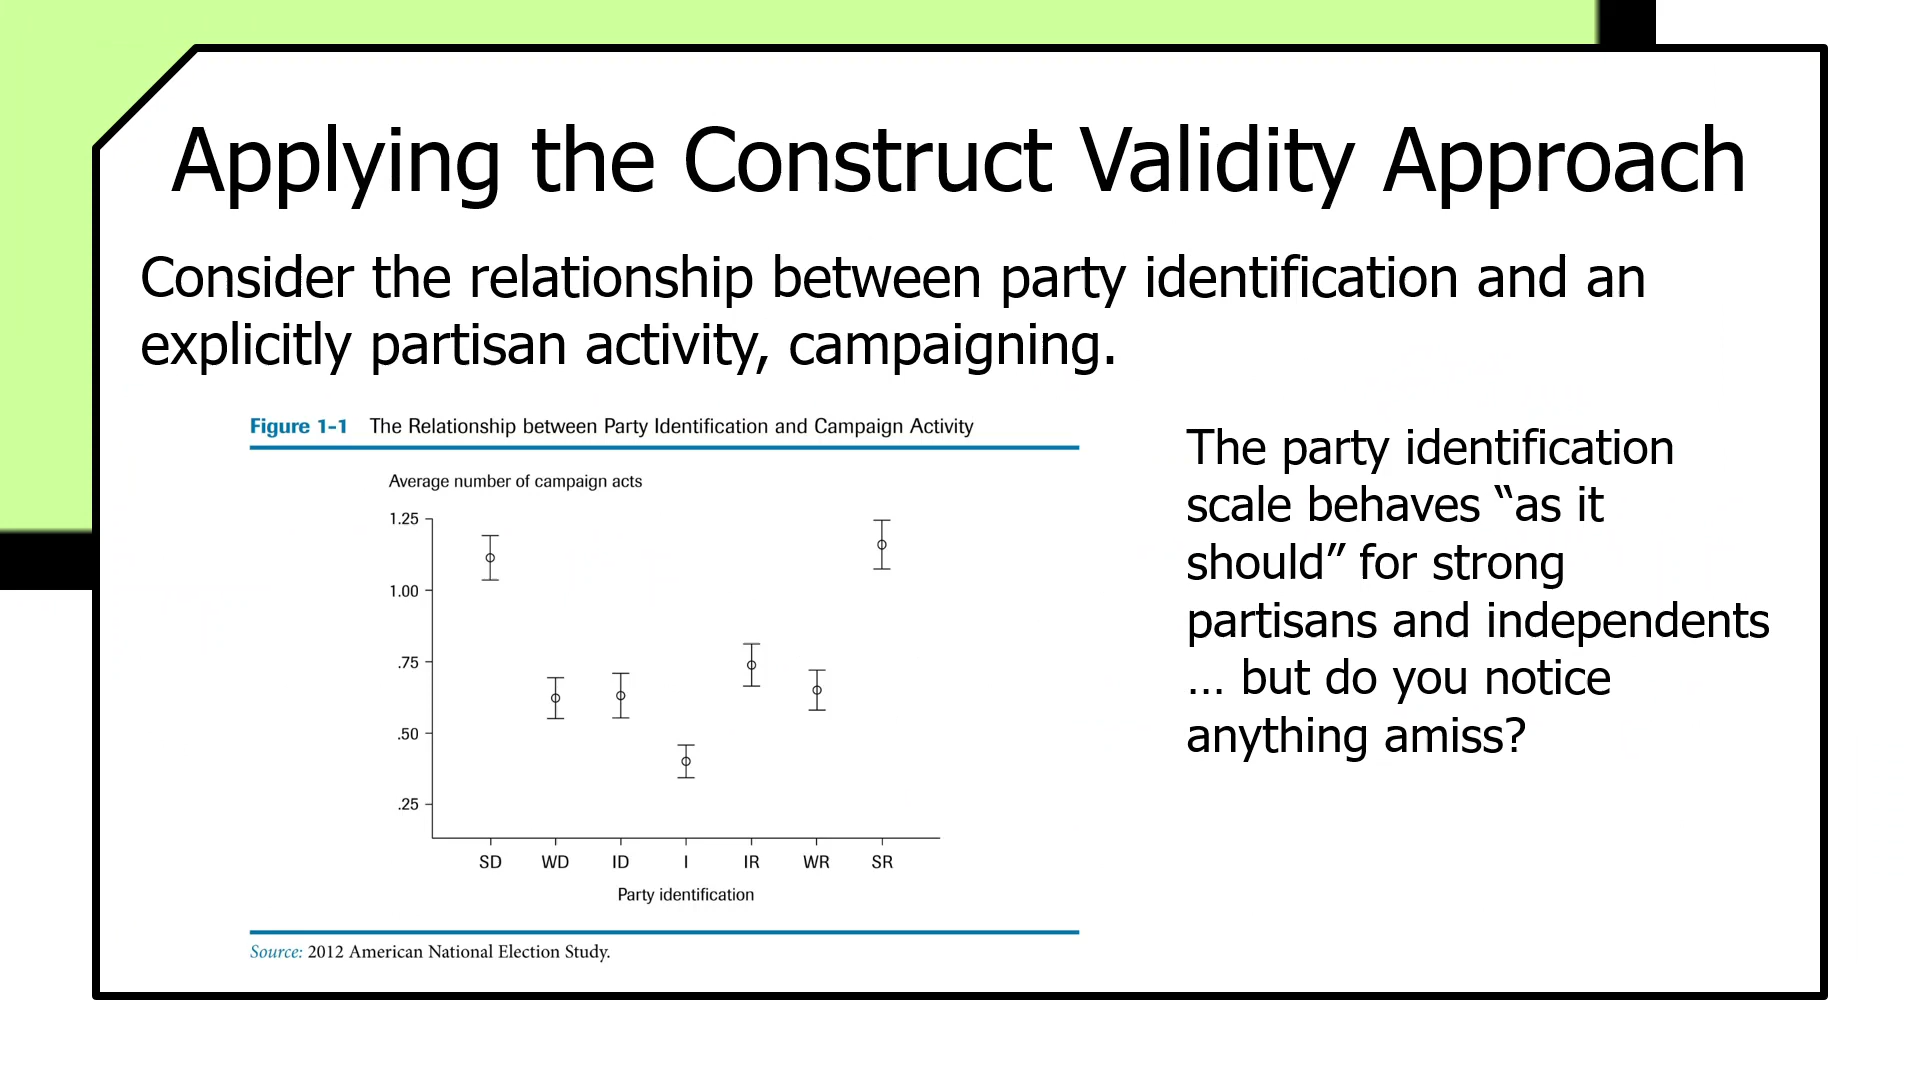 Applying the Construct Validity Approach
Consider the relationship between party identification and an
explicitly partisan activity, campaigning.
Figure 1-1 The Relationship between Party Identification and Campaign Activity
Average number of campaign acts
1.25
1.00
.75
.50
.25
SD WD ID I IR WR SR
Party identification
Source: 2012 American National Election Study.
The party identification
scale behaves “as it
should” for strong
partisans and independents
… but do you notice
anything amiss?